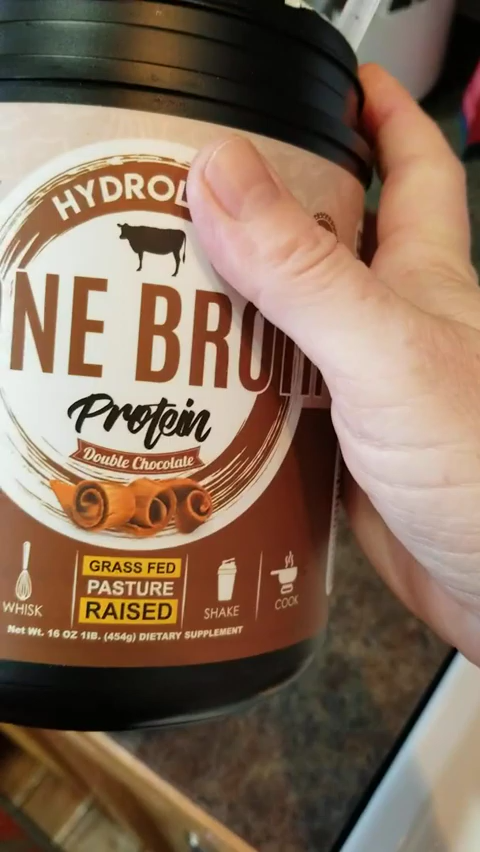 HYDROL
NE BRO
Protein
Double Chocolate
GRASS FED
PASTURE
RAISED
WHISK
SHAKE
COOK
Net Wt. 16 OZ 1lB. (454g) DIETARY SUPPLEMENT